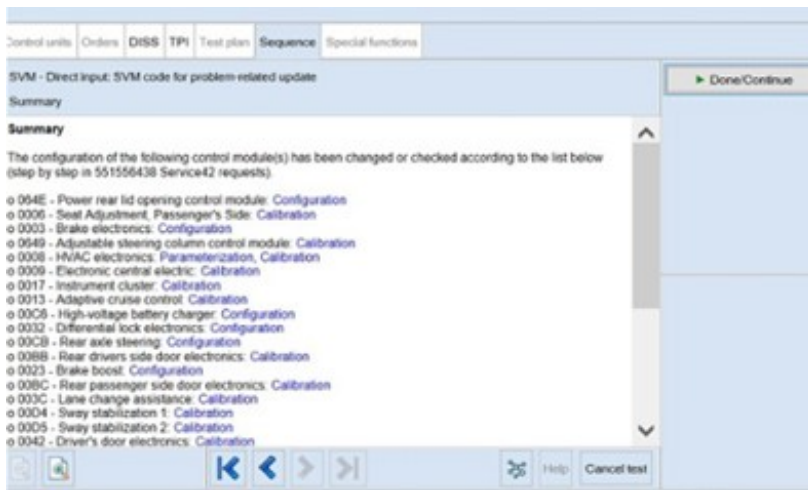 Control units Orders DISS TPI Test plan Sequence Special functions
SVM - Direct input: SVM code for problem-related update
Done/Continue
Summary
Summary
The configuration of the following control module(s) has been changed or checked according to the list below
(step by step in 551556438 Service42 requests).
o 064E - Power rear lid opening control module: Configuration
o 0006 - Seat Adjustment, Passenger's Side: Calibration
o 0003 - Brake electronics: Configuration
o 0649 - Adjustable steering column control module: Calibration
o 0008 - HVAC electronics: Parameterization, Calibration
o 0009 - Electronic central electric: Calibration
o 0017 - Instrument cluster: Calibration
o 0013 - Adaptive cruise control: Calibration
o 00C6 - High-voltage battery charger: Configuration
o 0032 - Differential lock electronics: Configuration
o 00CB - Rear axle steering: Configuration
o 00BB - Rear drivers side door electronics: Calibration
o 0023 - Brake boost: Configuration
o 00BC - Rear passenger side door electronics: Calibration
o 003C - Lane change assistance: Calibration
o 00D4 - Sway stabilization 1: Calibration
o 00D5 - Sway stabilization 2: Calibration
o 0042 - Driver's door electronics: Calibration
Help Cancel test